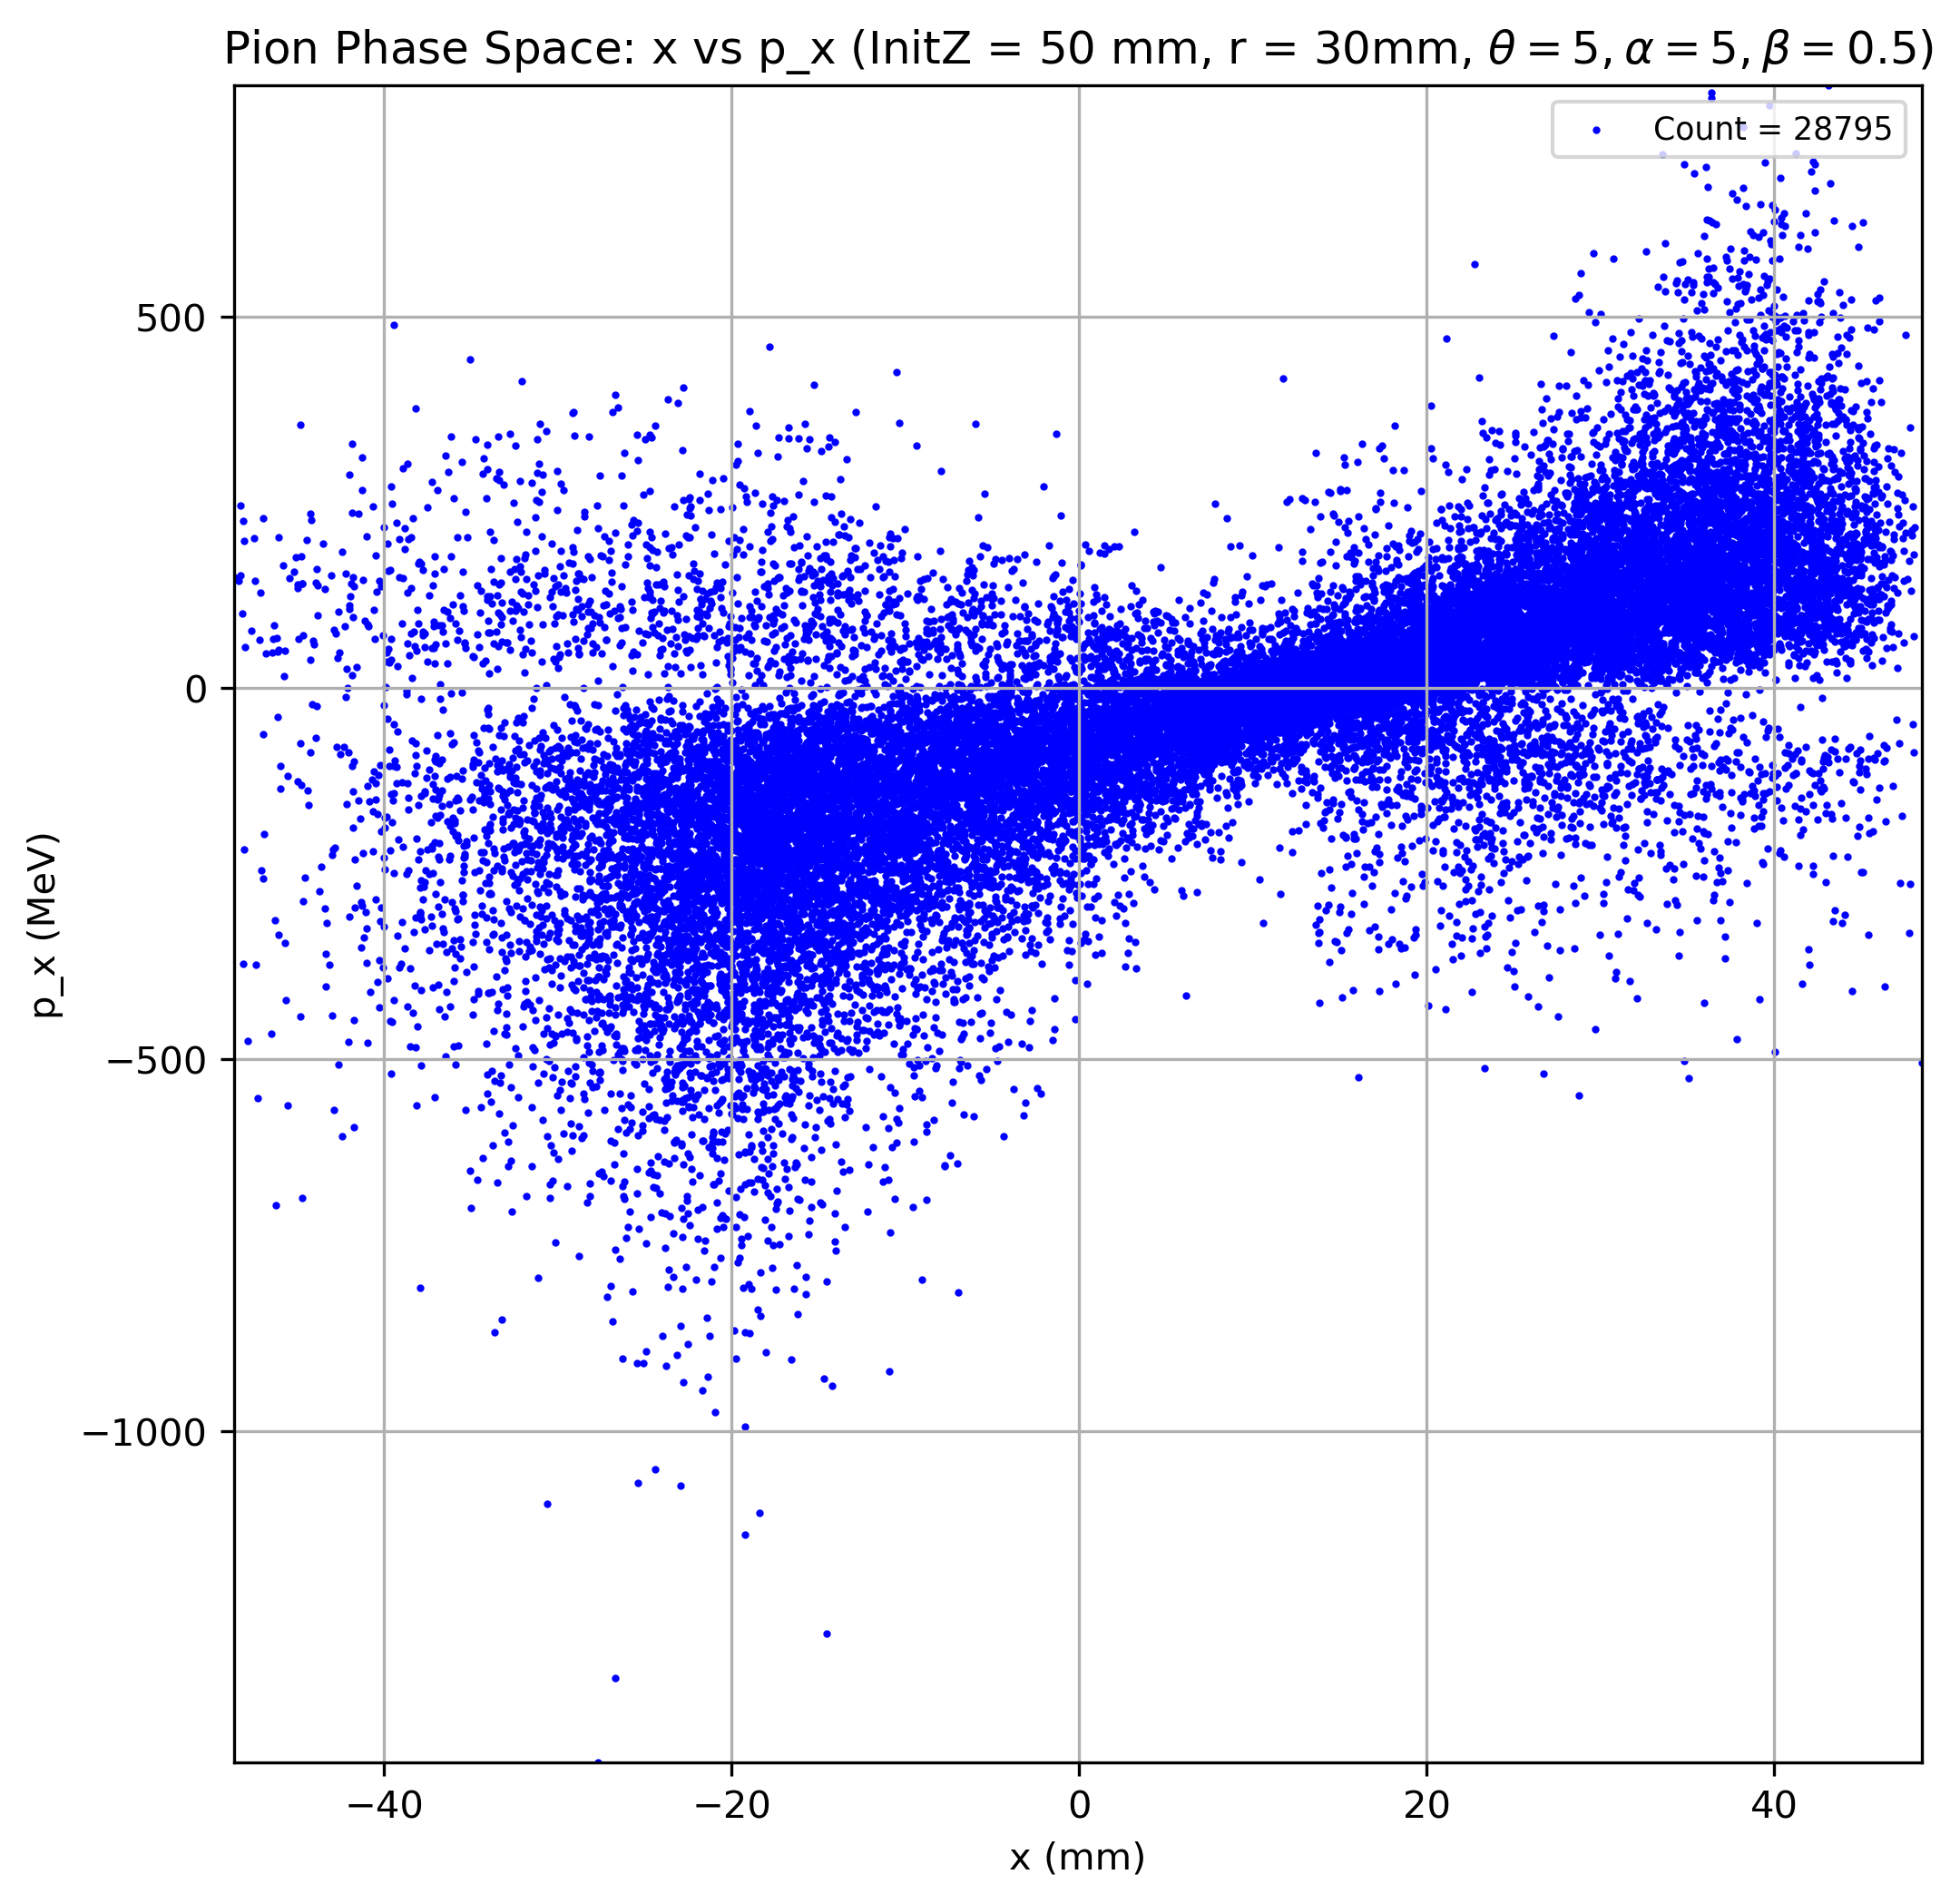 Pion Phase Space: x vs p_x (InitZ = 50 mm, r = 30mm, θ = 5, α = 5, β = 0.5)
Count = 28795
500
0
−500
−1000
p_x (MeV)
−40 −20 0 20 40
x (mm)